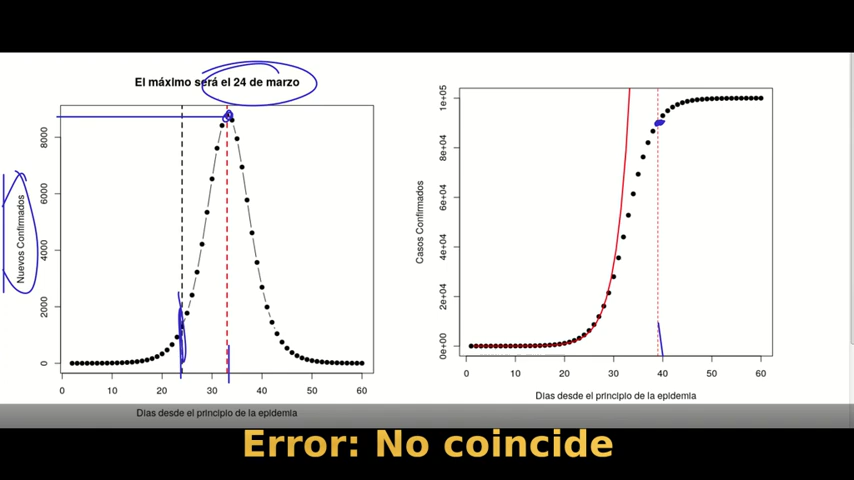 El máximo será el 24 de marzo
Nuevos Confirmados
0 2000 4000 6000 8000
0 10 20 30 40 50 60
Dias desde el principio de la epidemia
Casos Confirmados
0e+00 2e+04 4e+04 6e+04 8e+04 1e+05
0 10 20 30 40 50 60
Dias desde el principio de la epidemia
Error: No coincide